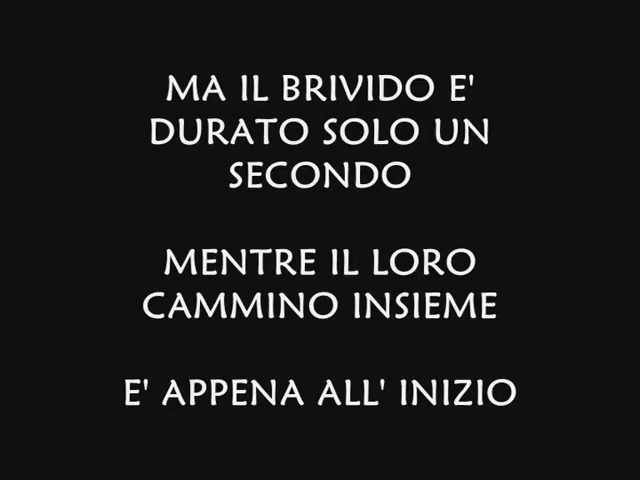 MA IL BRIVIDO E'
DURATO SOLO UN
SECONDO
MENTRE IL LORO
CAMMINO INSIEME
E' APPENA ALL' INIZIO